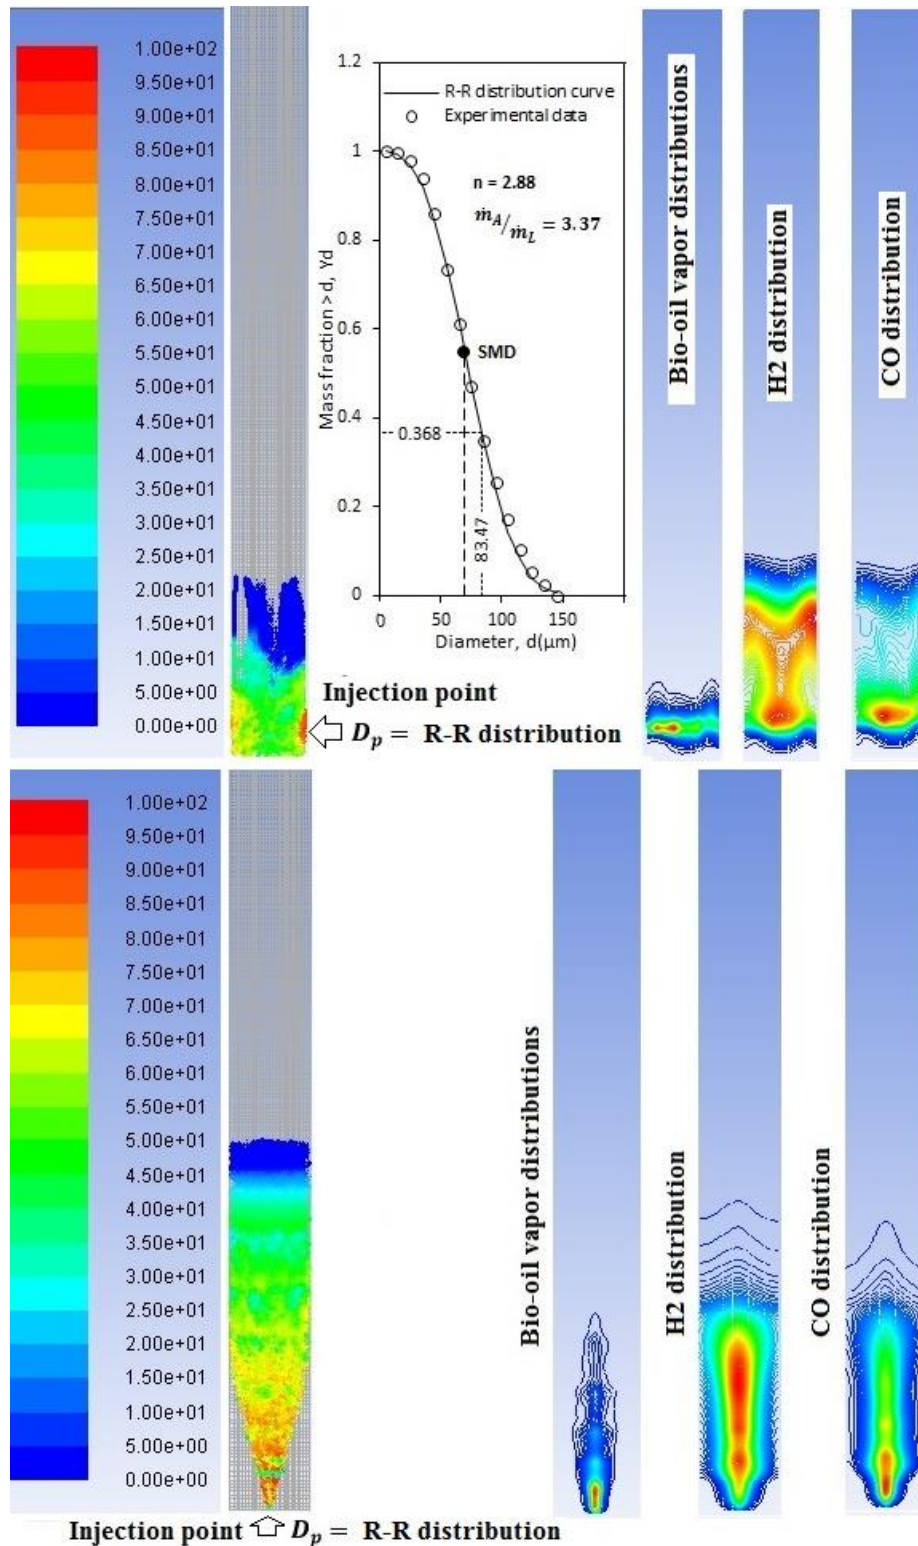 1.00e+02
9.50e+01
9.00e+01
8.50e+01
8.00e+01
7.50e+01
7.00e+01
6.50e+01
6.00e+01
5.50e+01
5.00e+01
4.50e+01
4.00e+01
3.50e+01
3.00e+01
2.50e+01
2.00e+01
1.50e+01
1.00e+01
5.00e+00
0.00e+00
1.2
1
0.8
0.6
0.4
0.2
0
Mass fraction > d, Yd
R-R distribution curve
Experimental data
n = 2.88
ṁ_A/ṁ_L = 3.37
SMD
0.368
83.47
0 50 100 150
Diameter, d(µm)
Bio-oil vapor distributions
H2 distribution
CO distribution
Injection point
D_p = R-R distribution
1.00e+02
9.50e+01
9.00e+01
8.50e+01
8.00e+01
7.50e+01
7.00e+01
6.50e+01
6.00e+01
5.50e+01
5.00e+01
4.50e+01
4.00e+01
3.50e+01
3.00e+01
2.50e+01
2.00e+01
1.50e+01
1.00e+01
5.00e+00
0.00e+00
Bio-oil vapor distributions
H2 distribution
CO distribution
Injection point D_p = R-R distribution